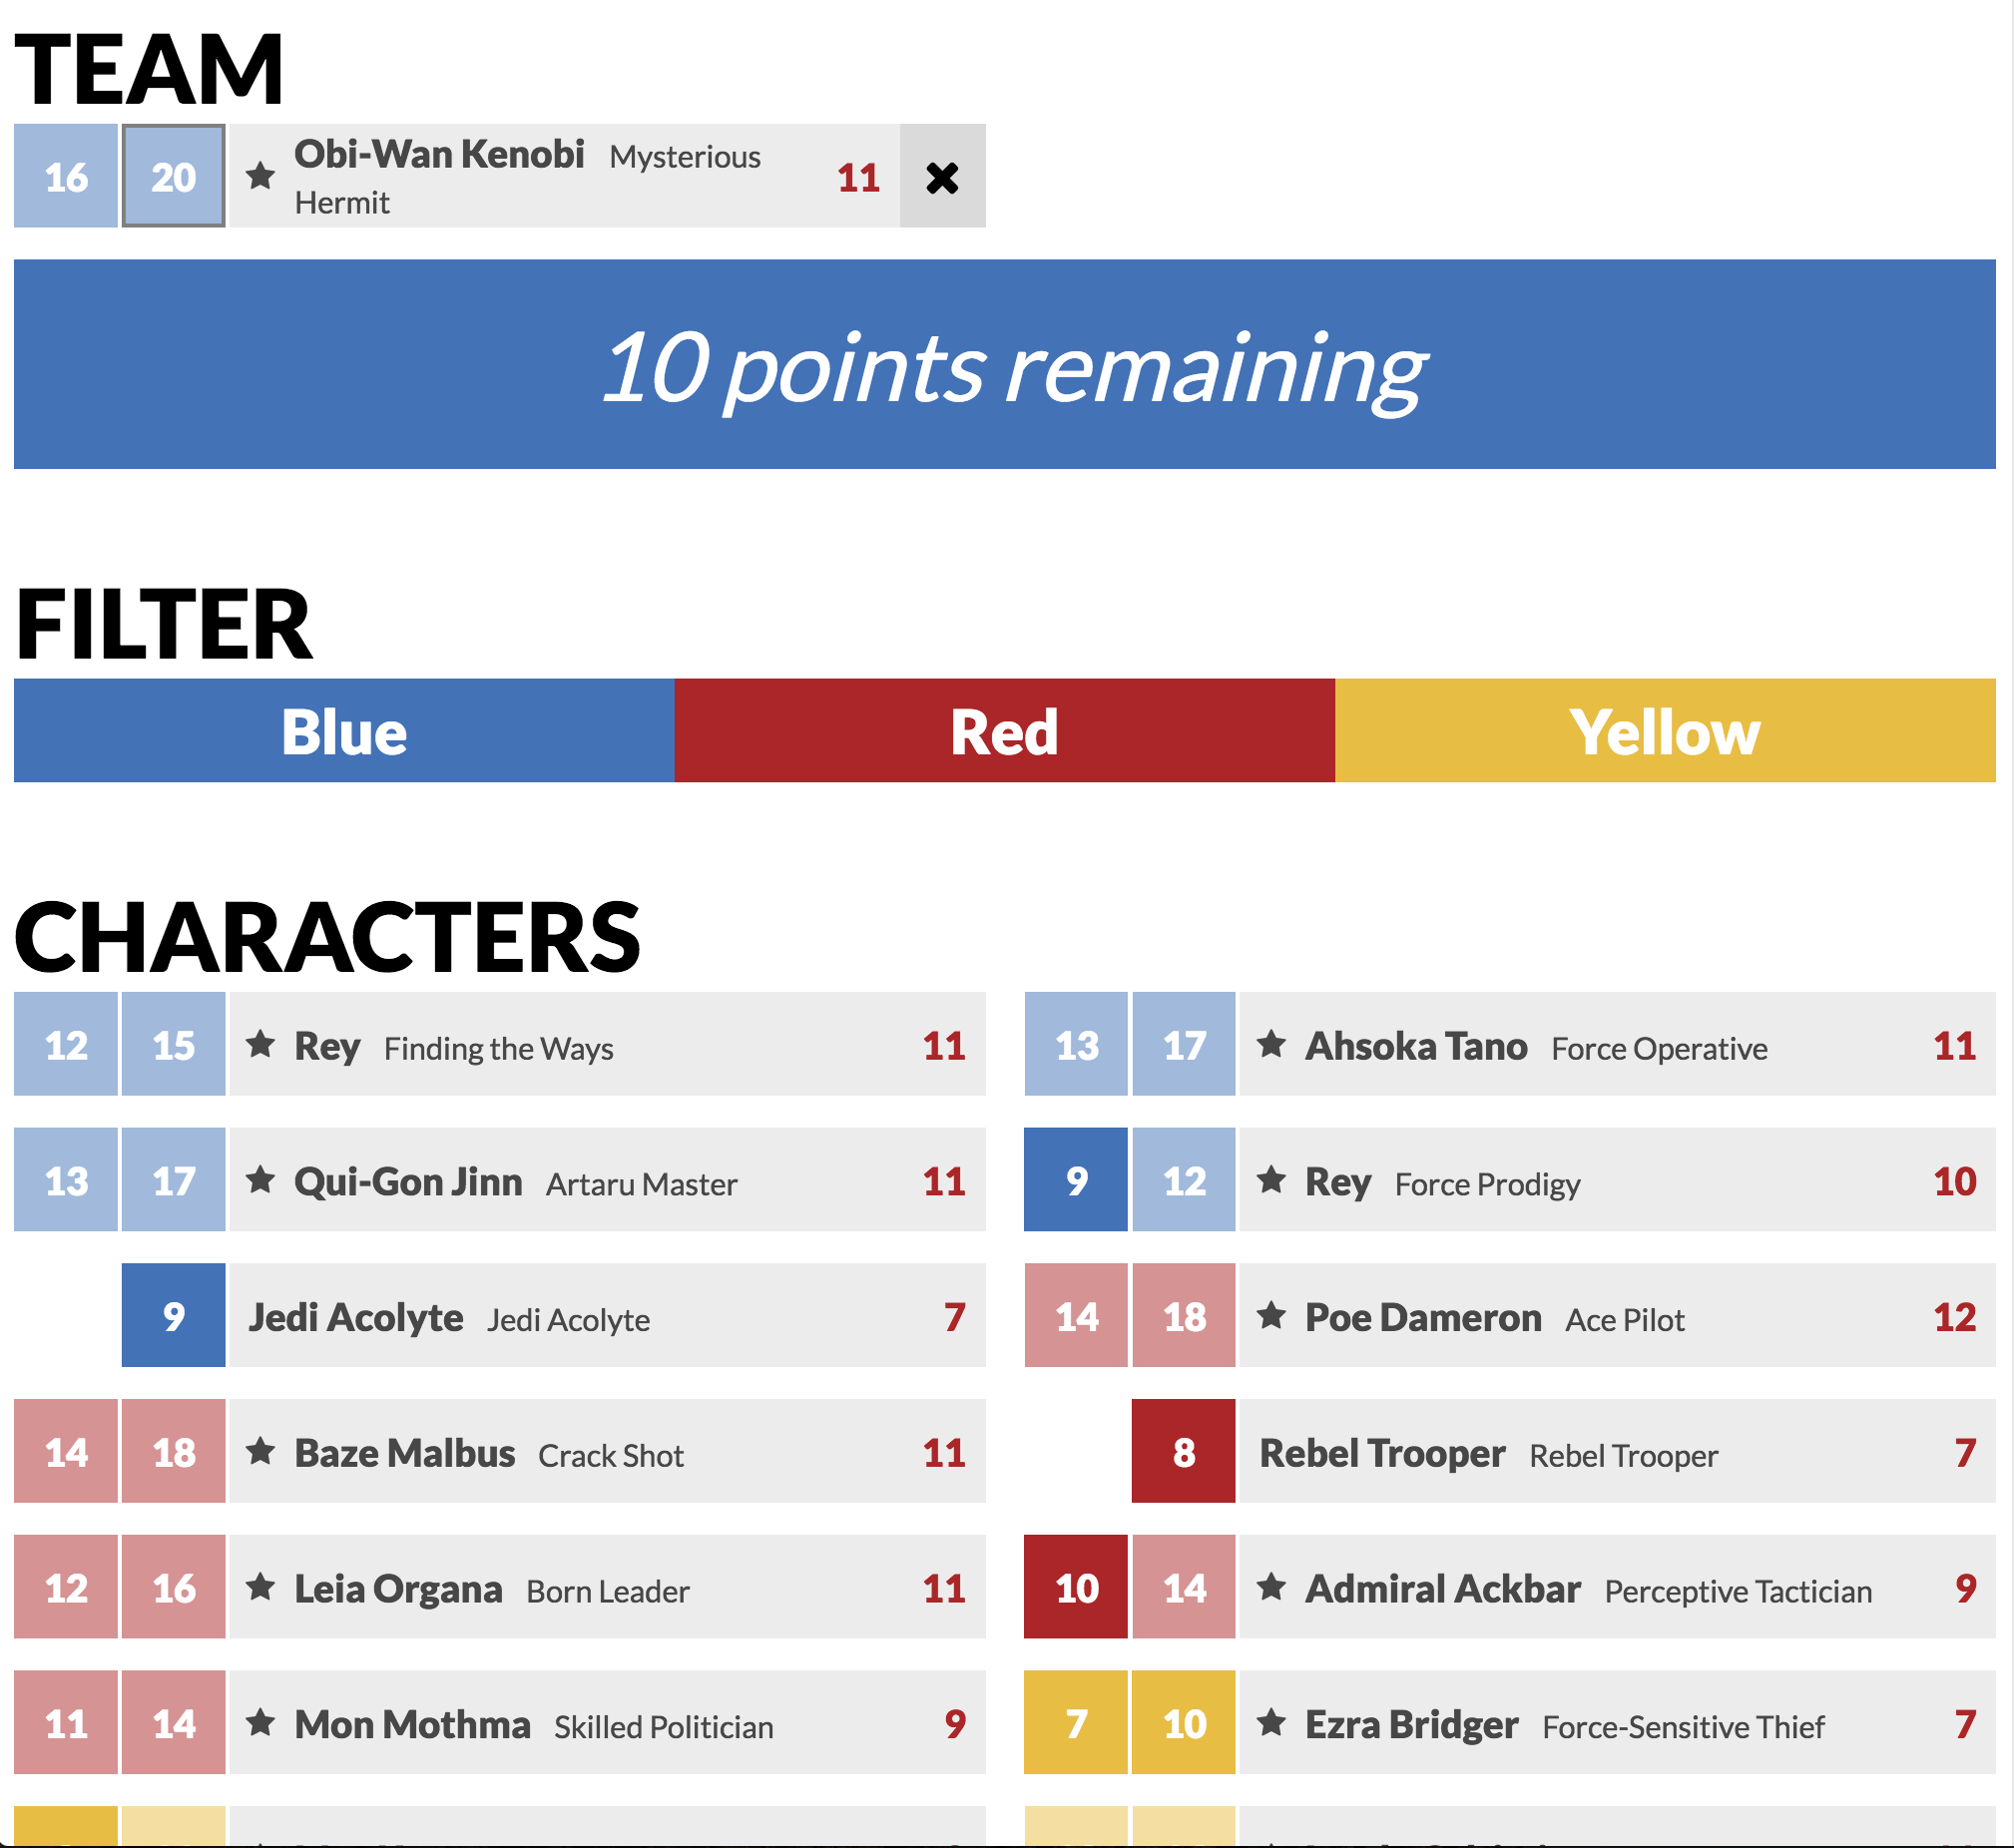 TEAM
16 20 ★ Obi-Wan Kenobi Mysterious
Hermit 11 ✖
10 points remaining
FILTER
Blue Red Yellow
CHARACTERS
12 15 ★ Rey Finding the Ways 11
13 17 ★ Ahsoka Tano Force Operative 11
13 17 ★ Qui-Gon Jinn Artaru Master 11
9 12 ★ Rey Force Prodigy 10
9 Jedi Acolyte Jedi Acolyte 7
14 18 ★ Poe Dameron Ace Pilot 12
14 18 ★ Baze Malbus Crack Shot 11
8 Rebel Trooper Rebel Trooper 7
12 16 ★ Leia Organa Born Leader 11
10 14 ★ Admiral Ackbar Perceptive Tactician 9
11 14 ★ Mon Mothma Skilled Politician 9
7 10 ★ Ezra Bridger Force-Sensitive Thief 7